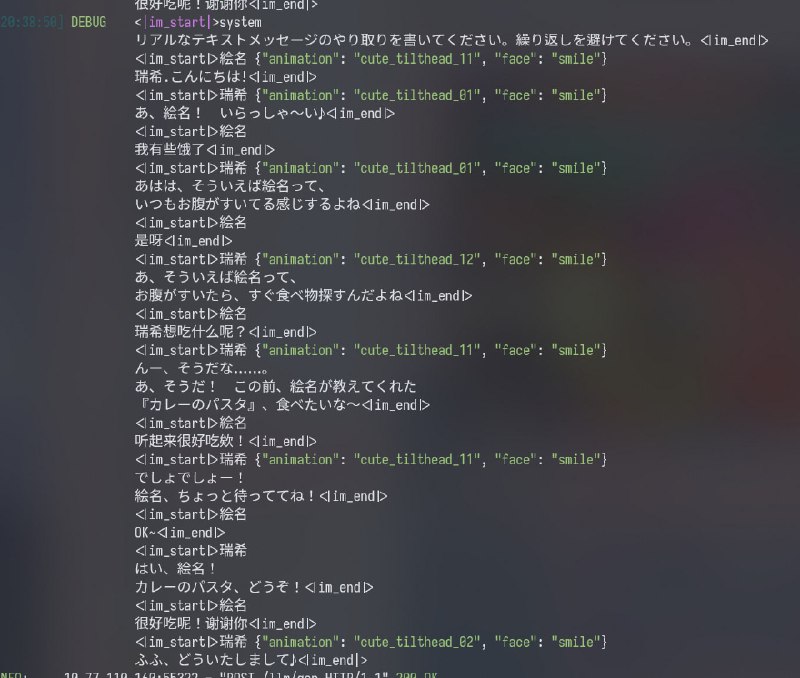 很好吃呢！谢谢你<|im_end|>
20:38:50] DEBUG <|im_start|>system
リアルなテキストメッセージのやり取りを書いてください。繰り返しを避けてください。<|im_end|>
<|im_start|>絵名 {"animation": "cute_tilthead_11", "face": "smile"}
瑞希.こんにちは!<|im_end|>
<|im_start|>瑞希 {"animation": "cute_tilthead_01", "face": "smile"}
あ、絵名！　いらっしゃ〜い♪<|im_end|>
<|im_start|>絵名
我有些饿了<|im_end|>
<|im_start|>瑞希 {"animation": "cute_tilthead_01", "face": "smile"}
あはは、そういえば絵名って、
いつもお腹がすいてる感じするよね<|im_end|>
<|im_start|>絵名
是呀<|im_end|>
<|im_start|>瑞希 {"animation": "cute_tilthead_12", "face": "smile"}
あ、そういえば絵名って、
お腹がすいたら、すぐ食べ物探すんだよね<|im_end|>
<|im_start|>絵名
瑞希想吃什么呢？<|im_end|>
<|im_start|>瑞希 {"animation": "cute_tilthead_11", "face": "smile"}
んー、そうだな……。
あ、そうだ！　この前、絵名が教えてくれた
『カレーのパスタ』、食べたいな〜<|im_end|>
<|im_start|>絵名
听起来很好吃欸！<|im_end|>
<|im_start|>瑞希 {"animation": "cute_tilthead_11", "face": "smile"}
でしょでしょー！
絵名、ちょっと待っててね！<|im_end|>
<|im_start|>絵名
OK~<|im_end|>
<|im_start|>瑞希
はい、絵名！
カレーのパスタ、どうぞ！<|im_end|>
<|im_start|>絵名
很好吃呢！谢谢你<|im_end|>
<|im_start|>瑞希 {"animation": "cute_tilthead_02", "face": "smile"}
ふふ、どういたしまして♪<|im_end|>